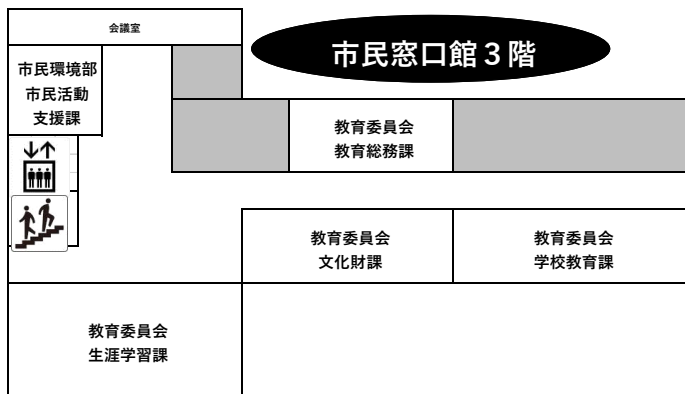 会議室
市民窓口館３階
市民環境部
市民活動
支援課
教育委員会
教育総務課
教育委員会
文化財課
教育委員会
学校教育課
教育委員会
生涯学習課